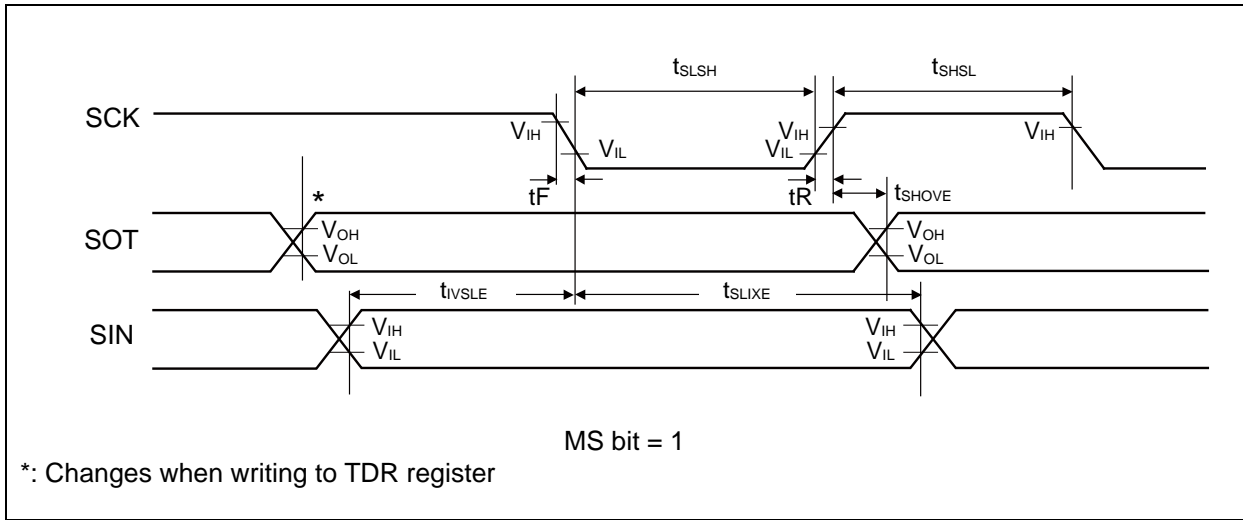 tSLSH
tSHSL
SCK
VIH
VIL
VIH
VIL
VIH
tF
tR
tSHOVE
*
SOT
VOH
VOL
VOH
VOL
tIVSLE
tSLIXE
SIN
VIH
VIL
VIH
VIL
MS bit = 1
*: Changes when writing to TDR register